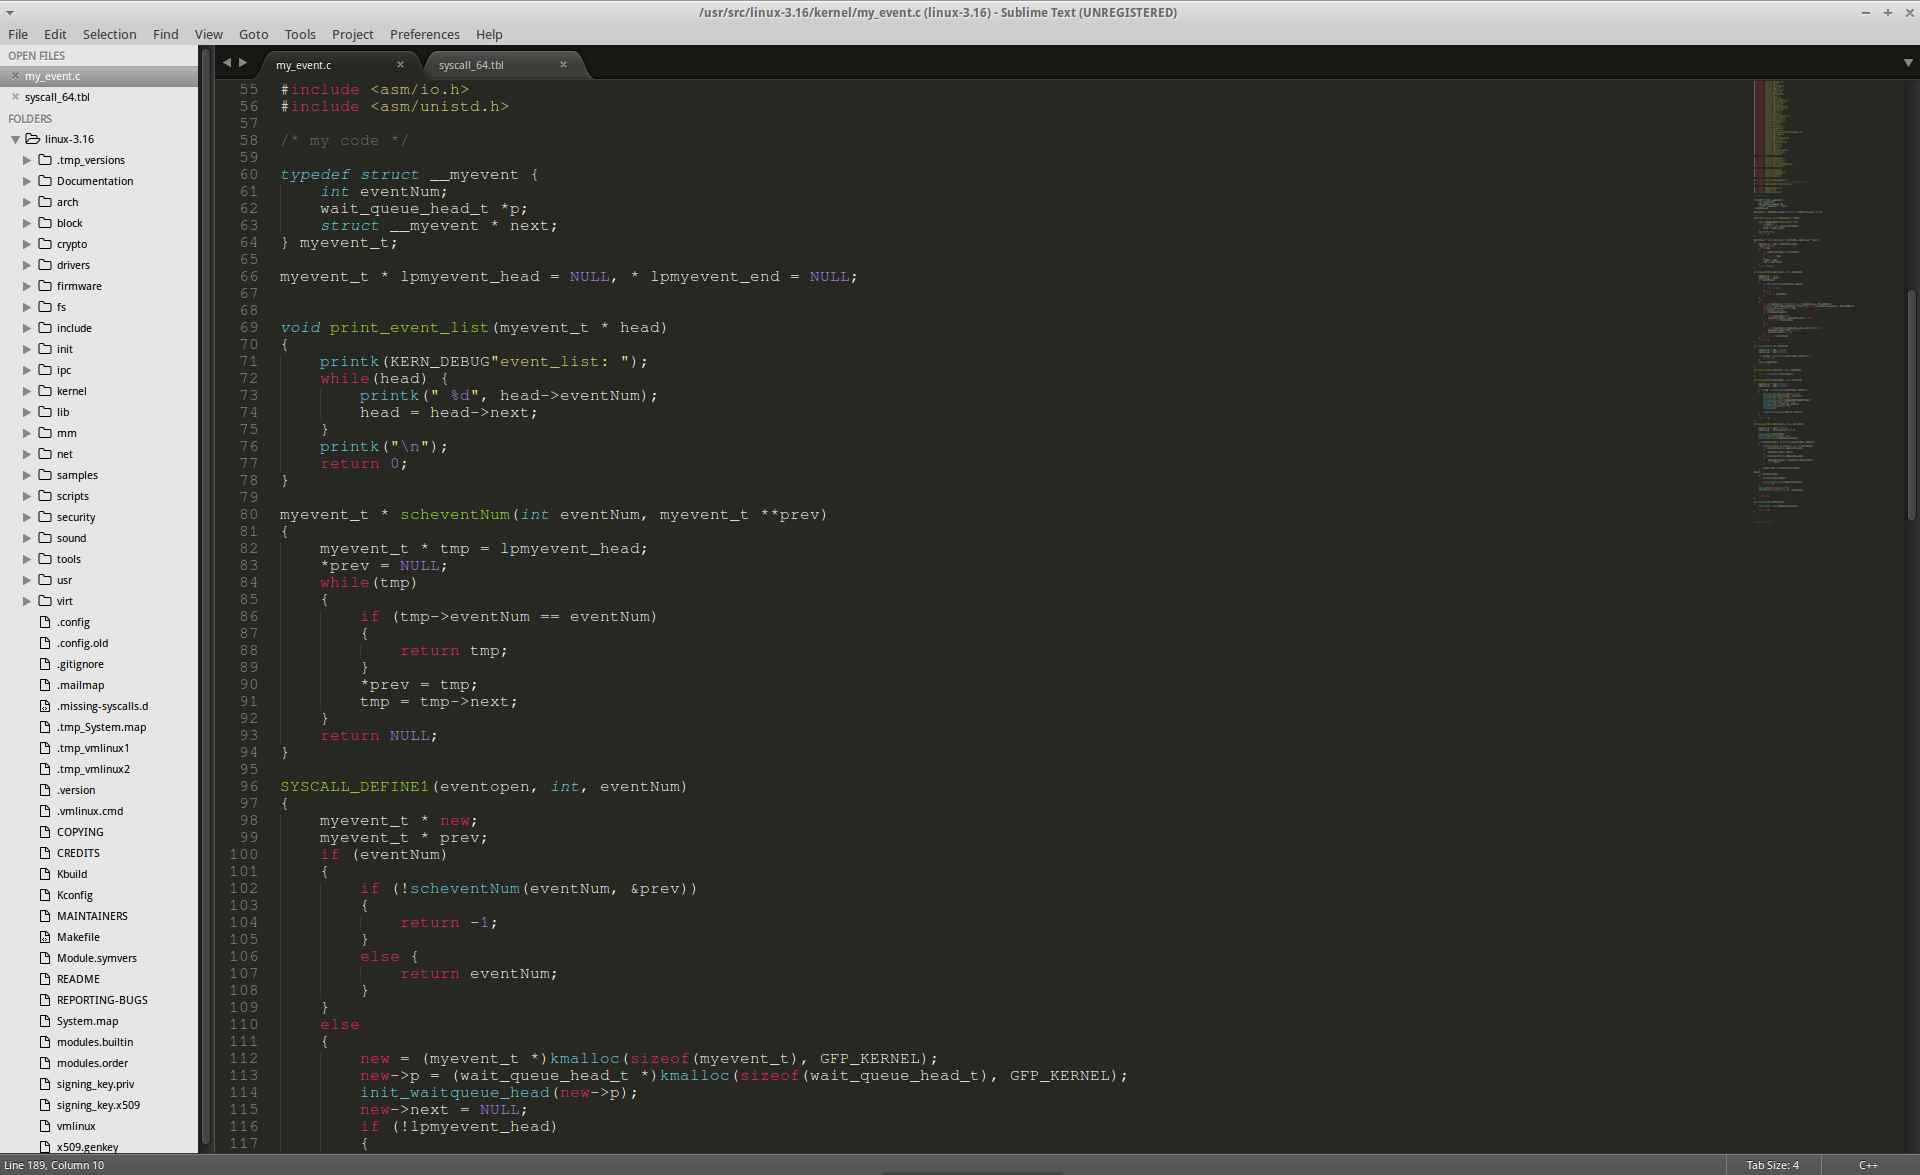 /usr/src/linux-3.16/kernel/my_event.c (linux-3.16) - Sublime Text (UNREGISTERED)
File Edit Selection Find View Goto Tools Project Preferences Help
OPEN FILES
my_event.c
syscall_64.tbl
FOLDERS
linux-3.16
.tmp_versions
Documentation
arch
block
crypto
drivers
firmware
fs
include
init
ipc
kernel
lib
mm
net
samples
scripts
security
sound
tools
usr
virt
.config
.config.old
.gitignore
.mailmap
.missing-syscalls.d
.tmp_System.map
.tmp_vmlinux1
.tmp_vmlinux2
.version
.vmlinux.cmd
COPYING
CREDITS
Kbuild
Kconfig
MAINTAINERS
Makefile
Module.symvers
README
REPORTING-BUGS
System.map
modules.builtin
modules.order
signing_key.priv
signing_key.x509
vmlinux
x509.genkey
my_event.c syscall_64.tbl
55 #include <asm/io.h>
56 #include <asm/unistd.h>
57
58 /* my code */
59
60 typedef struct __myevent {
61     int eventNum;
62     wait_queue_head_t *p;
63     struct __myevent * next;
64 } myevent_t;
65
66 myevent_t * lpmyevent_head = NULL, * lpmyevent_end = NULL;
67
68
69 void print_event_list(myevent_t * head)
70 {
71     printk(KERN_DEBUG"event_list: ");
72     while(head) {
73         printk(" %d", head->eventNum);
74         head = head->next;
75     }
76     printk("\n");
77     return 0;
78 }
79
80 myevent_t * scheventNum(int eventNum, myevent_t **prev)
81 {
82     myevent_t * tmp = lpmyevent_head;
83     *prev = NULL;
84     while(tmp)
85     {
86         if (tmp->eventNum == eventNum)
87         {
88             return tmp;
89         }
90         *prev = tmp;
91         tmp = tmp->next;
92     }
93     return NULL;
94 }
95
96 SYSCALL_DEFINE1(eventopen, int, eventNum)
97 {
98     myevent_t * new;
99     myevent_t * prev;
100     if (eventNum)
101     {
102         if (!scheventNum(eventNum, &prev))
103         {
104             return -1;
105         }
106         else {
107             return eventNum;
108         }
109     }
110     else
111     {
112         new = (myevent_t *)kmalloc(sizeof(myevent_t), GFP_KERNEL);
113         new->p = (wait_queue_head_t *)kmalloc(sizeof(wait_queue_head_t), GFP_KERNEL);
114         init_waitqueue_head(new->p);
115         new->next = NULL;
116         if (!lpmyevent_head)
117         {
Line 189, Column 10 Tab Size: 4 C++